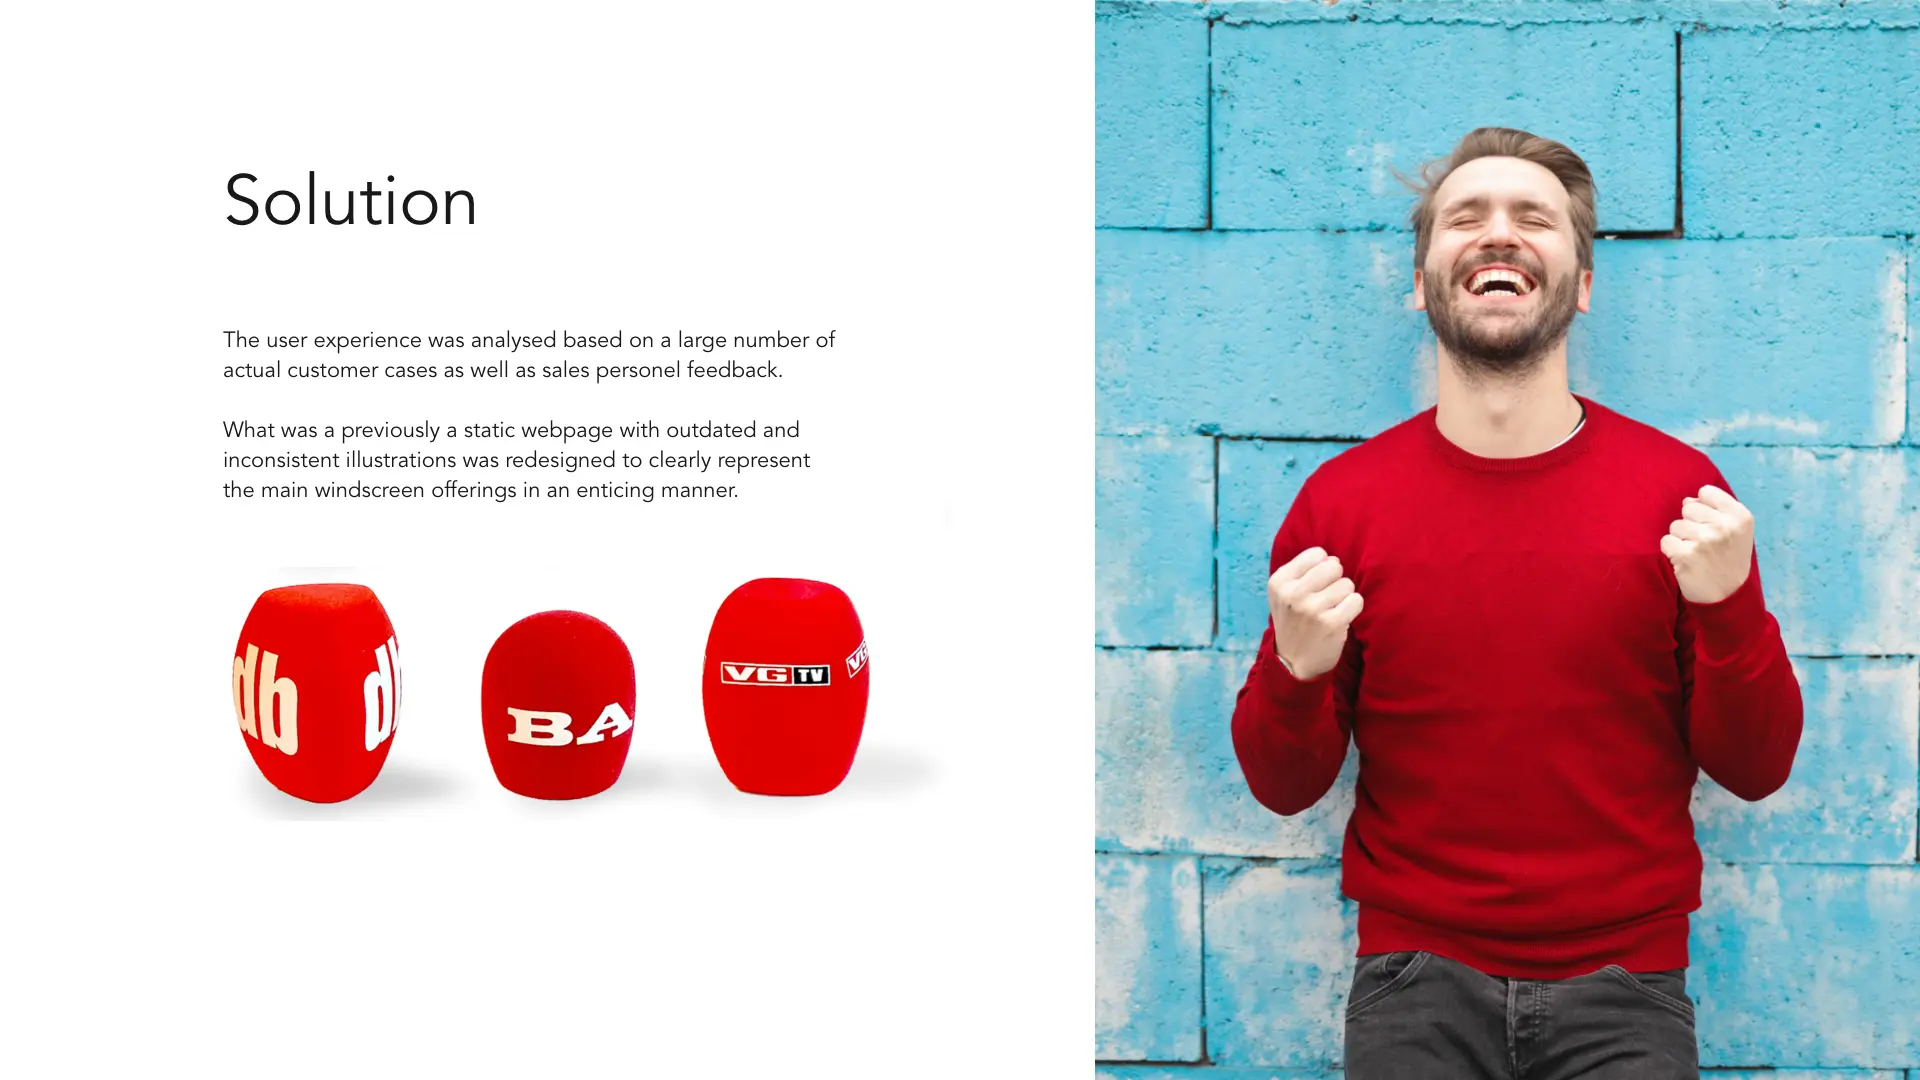 Solution
The user experience was analysed based on a large number of
actual customer cases as well as sales personel feedback.
What was a previously a static webpage with outdated and
inconsistent illustrations was redesigned to clearly represent
the main windscreen offerings in an enticing manner.
db
db
BA
VGTV
VG